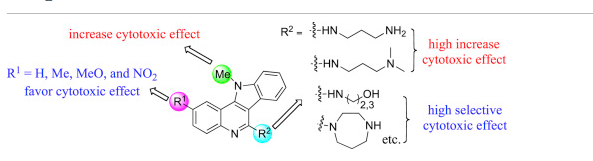 increase cytotoxic effect
R¹ = H, Me, MeO, and NO₂
favor cytotoxic effect
Me
N
R¹
N
R²
R² =
HN NH₂
HN N
high increase
cytotoxic effect
HN OH
2,3
N NH
etc.
high selective
cytotoxic effect